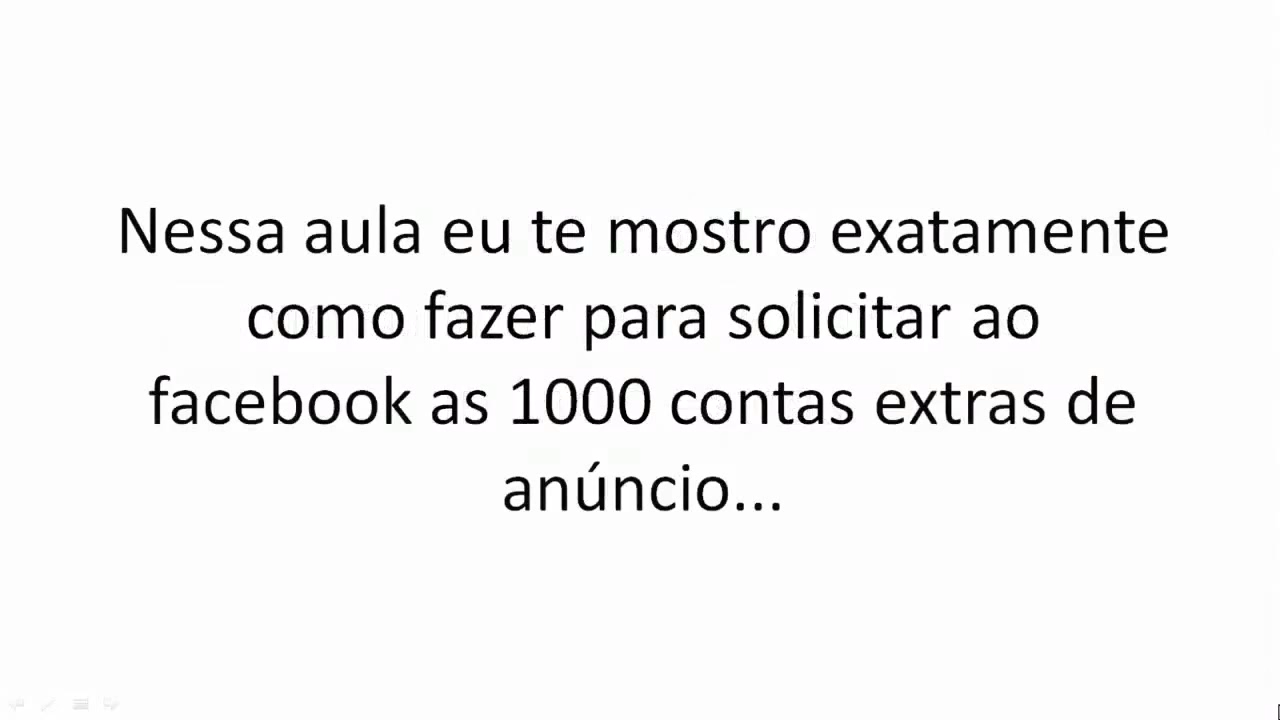 Nessa aula eu te mostro exatamente
como fazer para solicitar ao
facebook as 1000 contas extras de
anúncio...